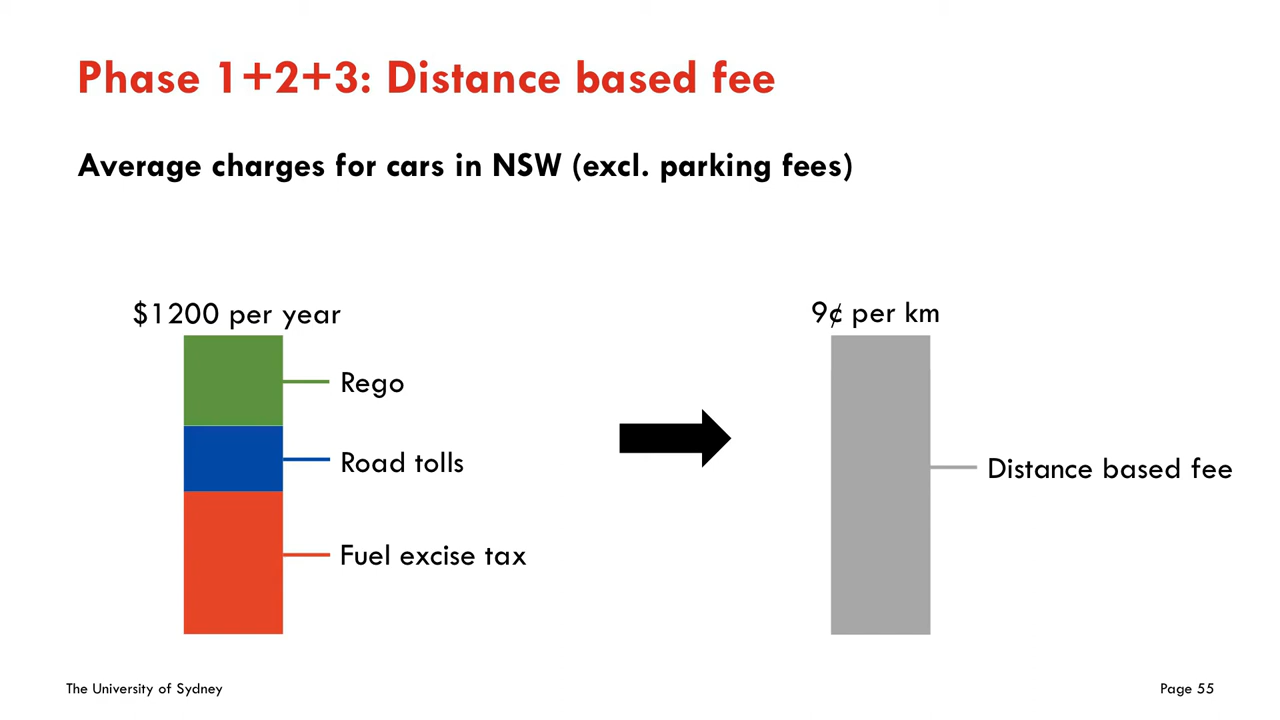 Phase 1+2+3: Distance based fee
Average charges for cars in NSW (excl. parking fees)
$1200 per year
Rego
Road tolls
Fuel excise tax
9¢ per km
Distance based fee
The University of Sydney
Page 55